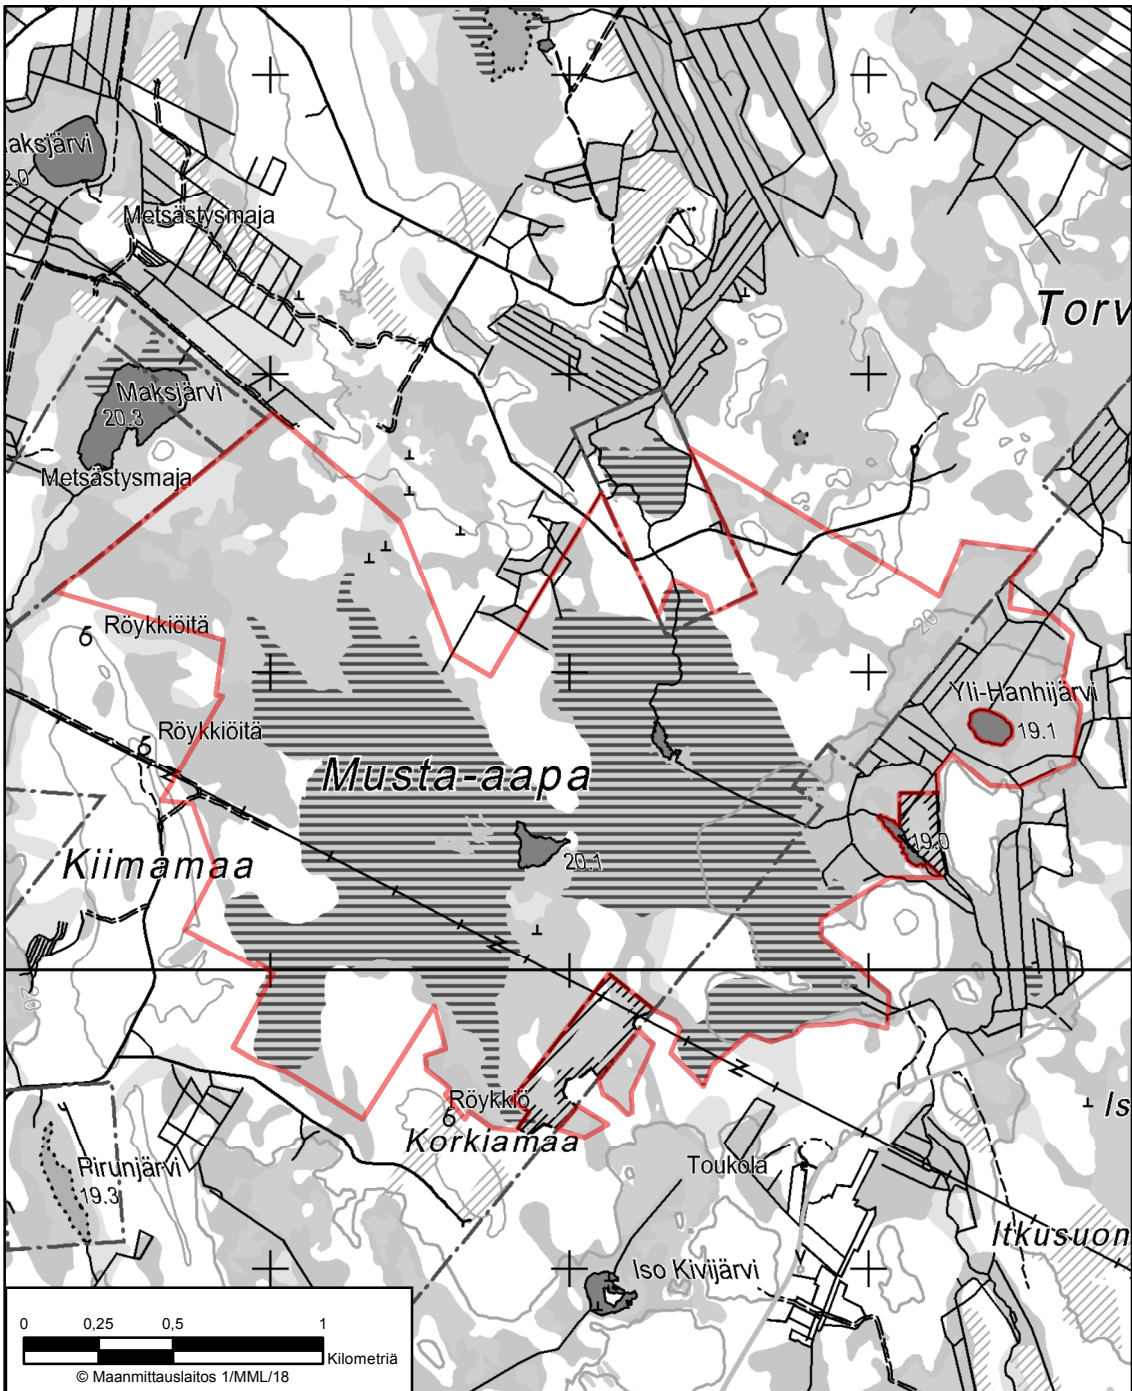 aksjärvi
2.0
30
Metsästysmaja
Torv
Maksjärvi
20.3
Metsästysmaja
Röykkiöitä
20
Yli-Hanhijärvi
19.1
Röykkiöitä
Musta-aapa
19.0
20.1
Kiimamaa
20
Röykkiö
Is
Korkiamaa
Toukola
Pirunjärvi
19.3
Itkusuon
Iso Kivijärvi
0 0,25 0,5 1
Kilometriä
© Maanmittauslaitos 1/MML/18